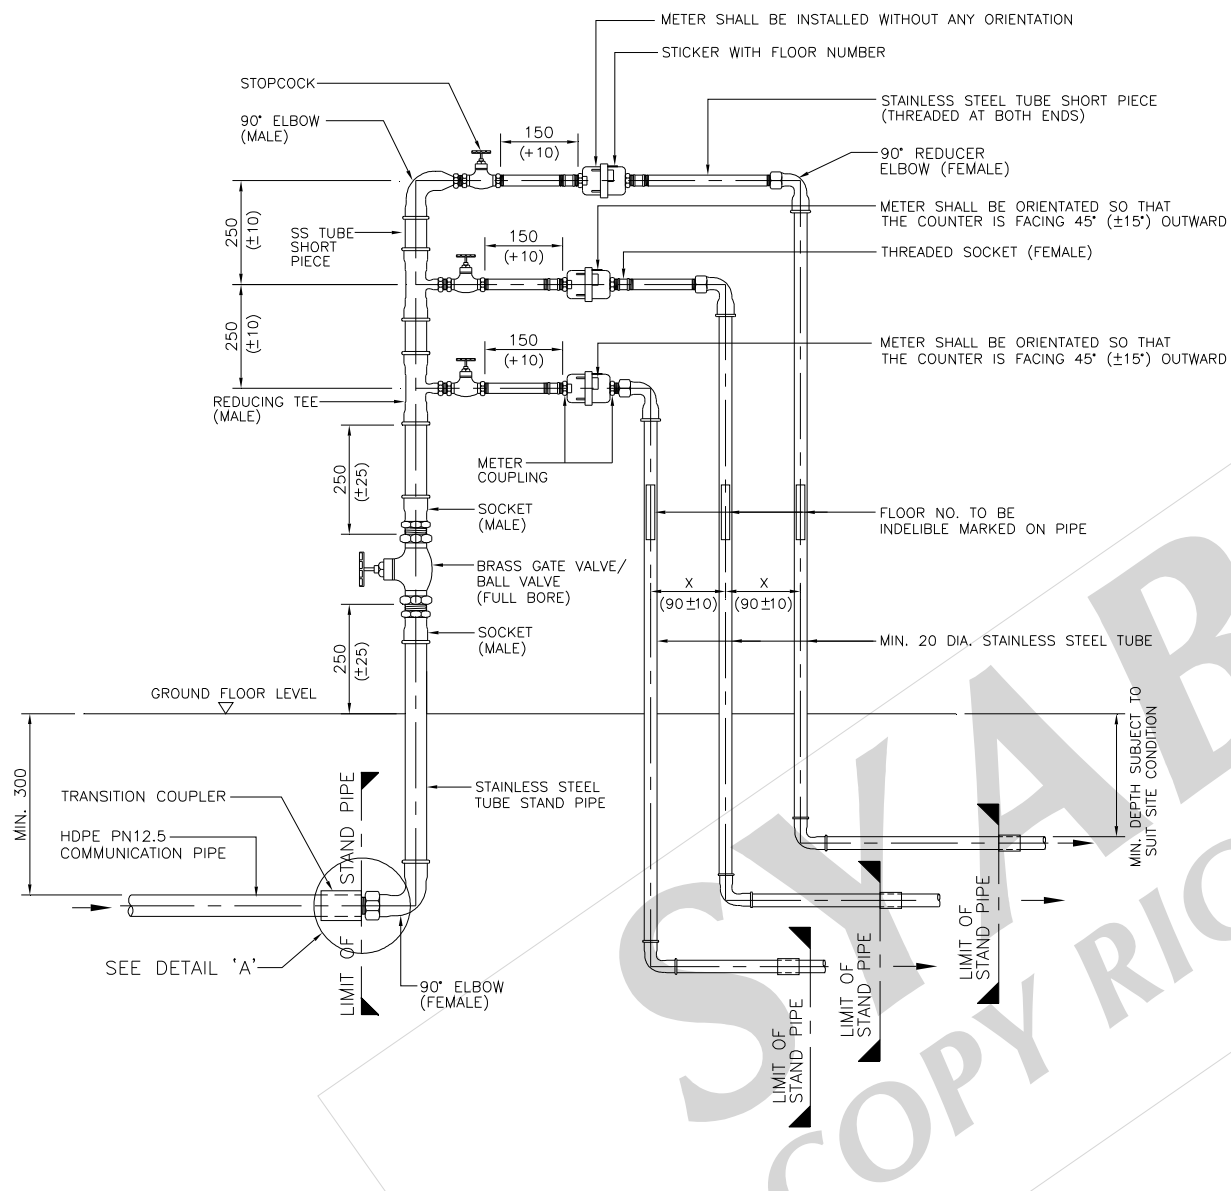 METER SHALL BE INSTALLED WITHOUT ANY ORIENTATION
STICKER WITH FLOOR NUMBER
STOPCOCK
STAINLESS STEEL TUBE SHORT PIECE
(THREADED AT BOTH ENDS)
90° ELBOW
(MALE)
150
(+10)
90° REDUCER
ELBOW (FEMALE)
METER SHALL BE ORIENTATED SO THAT
THE COUNTER IS FACING 45° (±15°) OUTWARD
250
(±10)
SS TUBE
SHORT
PIECE
150
(+10)
THREADED SOCKET (FEMALE)
250
(±10)
150
(+10)
METER SHALL BE ORIENTATED SO THAT
THE COUNTER IS FACING 45° (±15°) OUTWARD
REDUCING TEE
(MALE)
METER
COUPLING
250
(±25)
SOCKET
(MALE)
FLOOR NO. TO BE
INDELIBLE MARKED ON PIPE
BRASS GATE VALVE/
BALL VALVE
(FULL BORE)
X
(90±10)
X
(90±10)
250
(±25)
SOCKET
(MALE)
MIN. 20 DIA. STAINLESS STEEL TUBE
GROUND FLOOR LEVEL
MIN. 300
MIN. DEPTH SUBJECT TO
SUIT SITE CONDITION
TRANSITION COUPLER
STAINLESS STEEL
TUBE STAND PIPE
HDPE PN12.5
COMMUNICATION PIPE
LIMIT OF STAND PIPE
SEE DETAIL 'A'
90° ELBOW
(FEMALE)
LIMIT OF
STAND PIPE
LIMIT OF
STAND PIPE
LIMIT OF
STAND PIPE
SYAB
COPY RIG